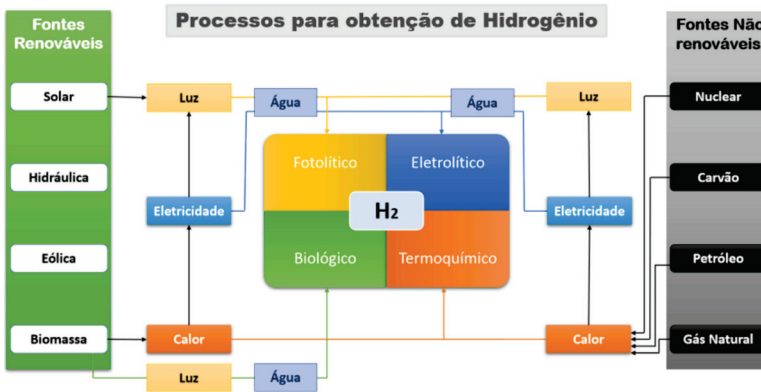 Processos para obtenção de Hidrogênio
Fontes
Renováveis
Solar
Hidráulica
Eólica
Biomassa
Luz
Eletricidade
Calor
Luz
Água
Água
Água
Fotolítico
Eletrolítico
H2
Biológico
Termoquímico
Luz
Eletricidade
Calor
Fontes Não
renováveis
Nuclear
Carvão
Petróleo
Gás Natural